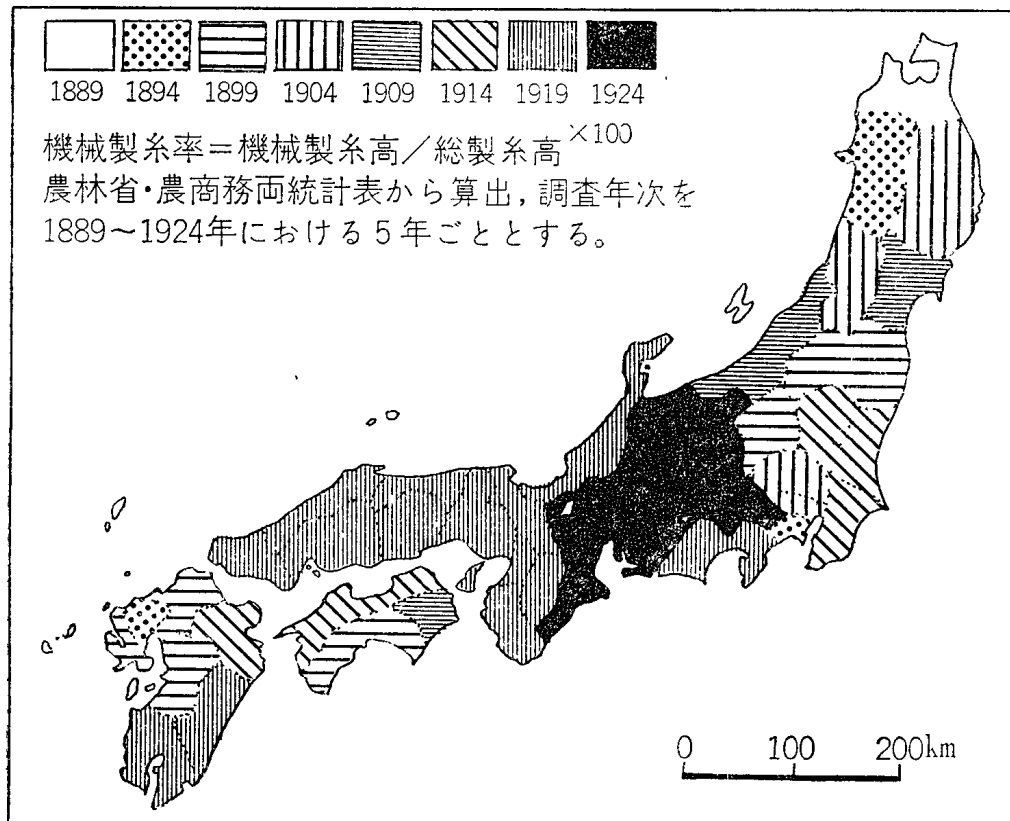 1889 1894 1899 1904 1909 1914 1919 1924
機械製糸率=機械製糸高/総製糸高×100
農林省・農商務両統計表から算出,調査年次を
1889〜1924年における5年ごととする。
0 100 200km